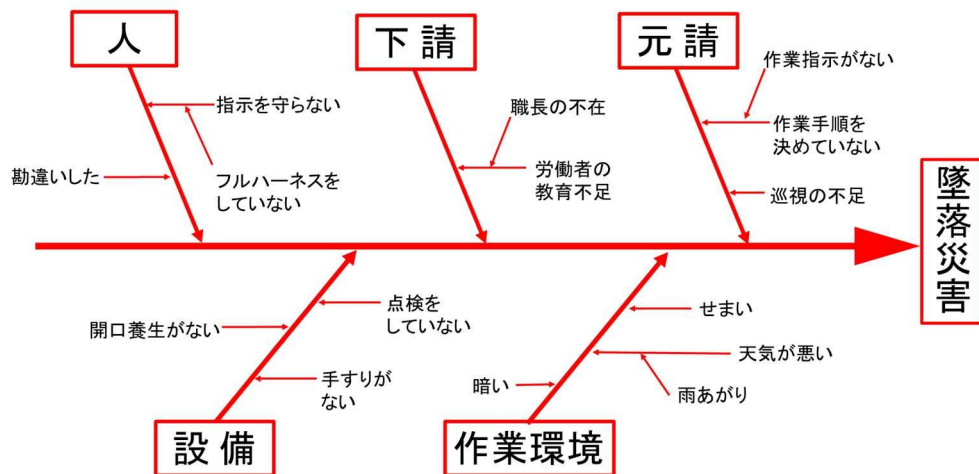 人
下請
元請
作業指示がない
指示を守らない
職長の不在
作業手順を
決めていない
勘違いした
フルハーネスを
していない
労働者の
教育不足
巡視の不足
墜落災害
開口養生がない
点検を
していない
せまい
天気が悪い
手すりが
ない
暗い
雨あがり
設備
作業環境